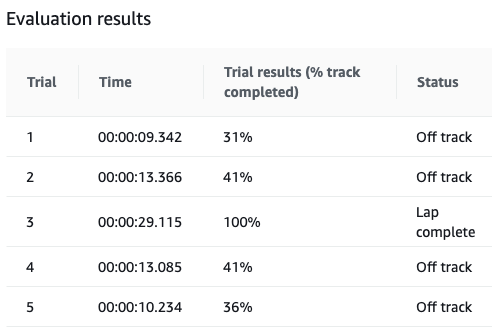 Evaluation results
Trial Time Trial results (% track completed) Status
1 00:00:09.342 31% Off track
2 00:00:13.366 41% Off track
3 00:00:29.115 100% Lap complete
4 00:00:13.085 41% Off track
5 00:00:10.234 36% Off track